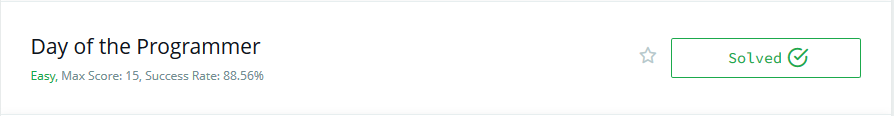 Day of the Programmer
Solved
Easy, Max Score: 15, Success Rate: 88.56%